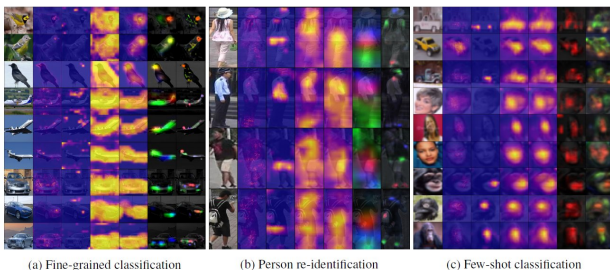 (a) Fine-grained classification
(b) Person re-identification
(c) Few-shot classification